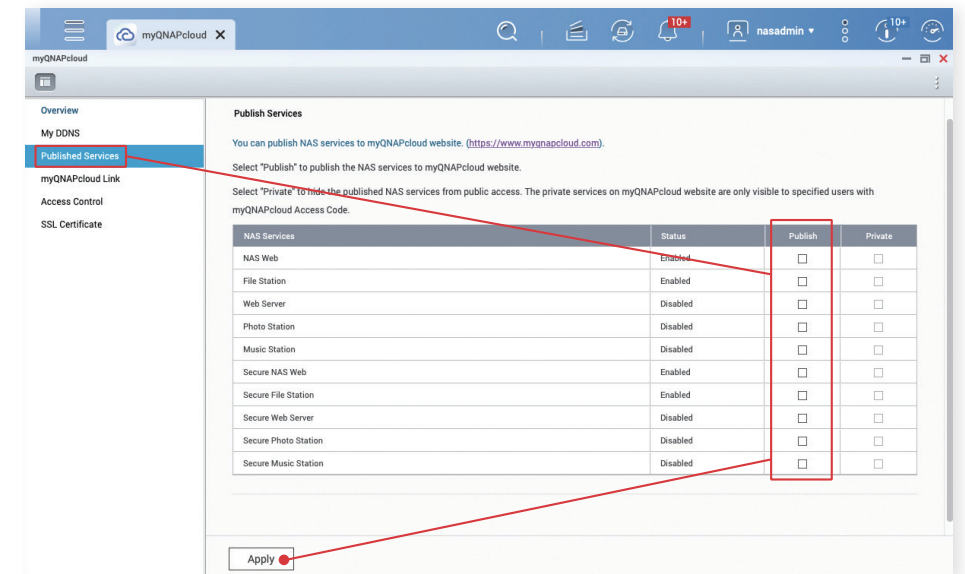 myQNAPcloud X
10+
nasadmin
10+
myQNAPcloud
Overview
My DDNS
Published Services
myQNAPcloud Link
Access Control
SSL Certificate
Publish Services
You can publish NAS services to myQNAPcloud website. (https://www.myqnapcloud.com).
Select "Publish" to publish the NAS services to myQNAPcloud website.
Select "Private" to hide the published NAS services from public access. The private services on myQNAPcloud website are only visible to specified users with
myQNAPcloud Access Code.
NAS Services Status Publish Private
NAS Web Enabled
File Station Enabled
Web Server Disabled
Photo Station Disabled
Music Station Disabled
Secure NAS Web Enabled
Secure File Station Enabled
Secure Web Server Disabled
Secure Photo Station Disabled
Secure Music Station Disabled
Apply